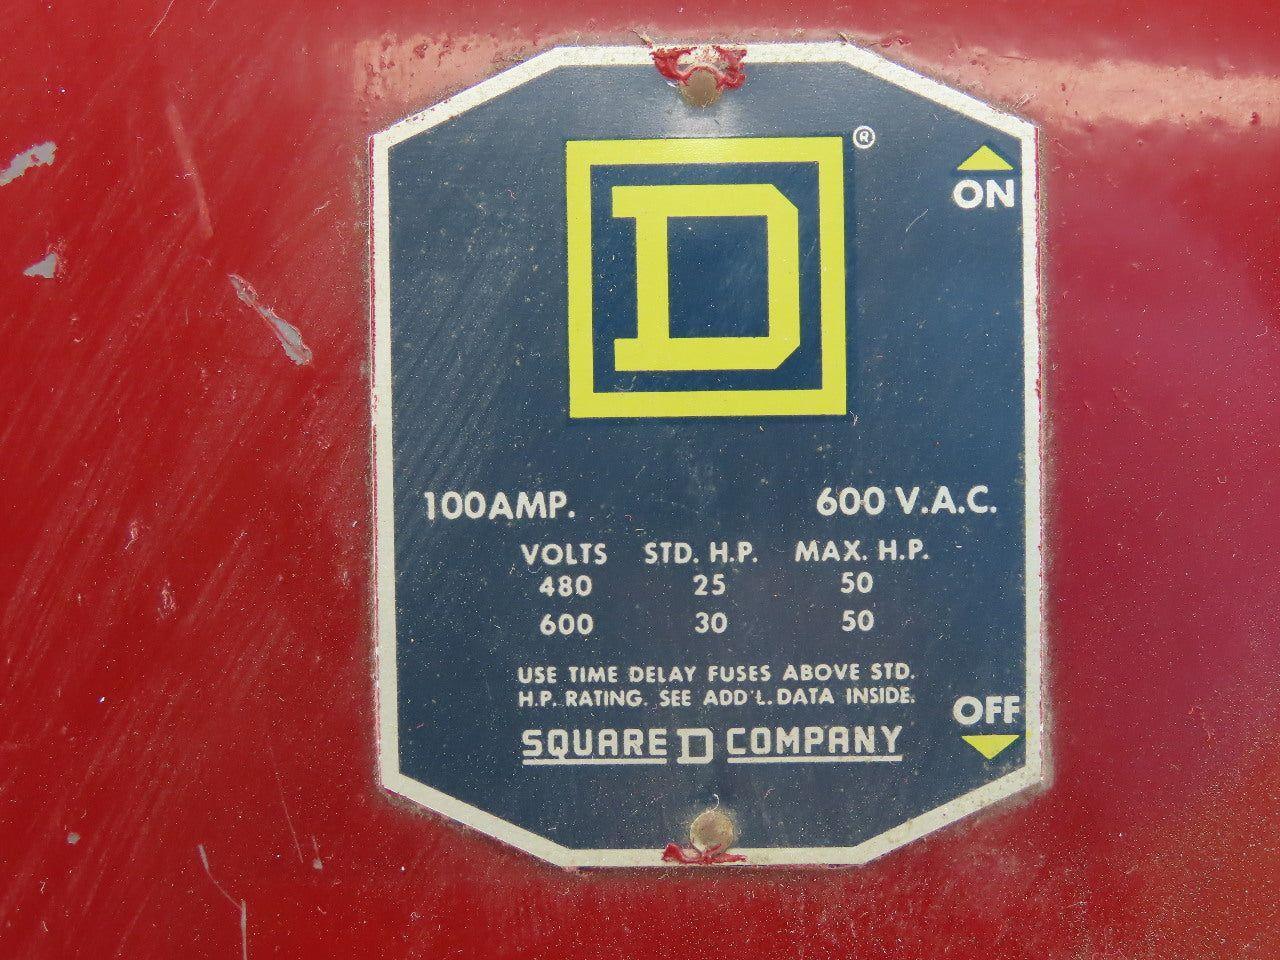 D ®
ON
100AMP. 600 V.A.C.
VOLTS STD. H.P. MAX. H.P.
480 25 50
600 30 50
USE TIME DELAY FUSES ABOVE STD.
H.P. RATING. SEE ADD'L. DATA INSIDE.
OFF
SQUARE D COMPANY